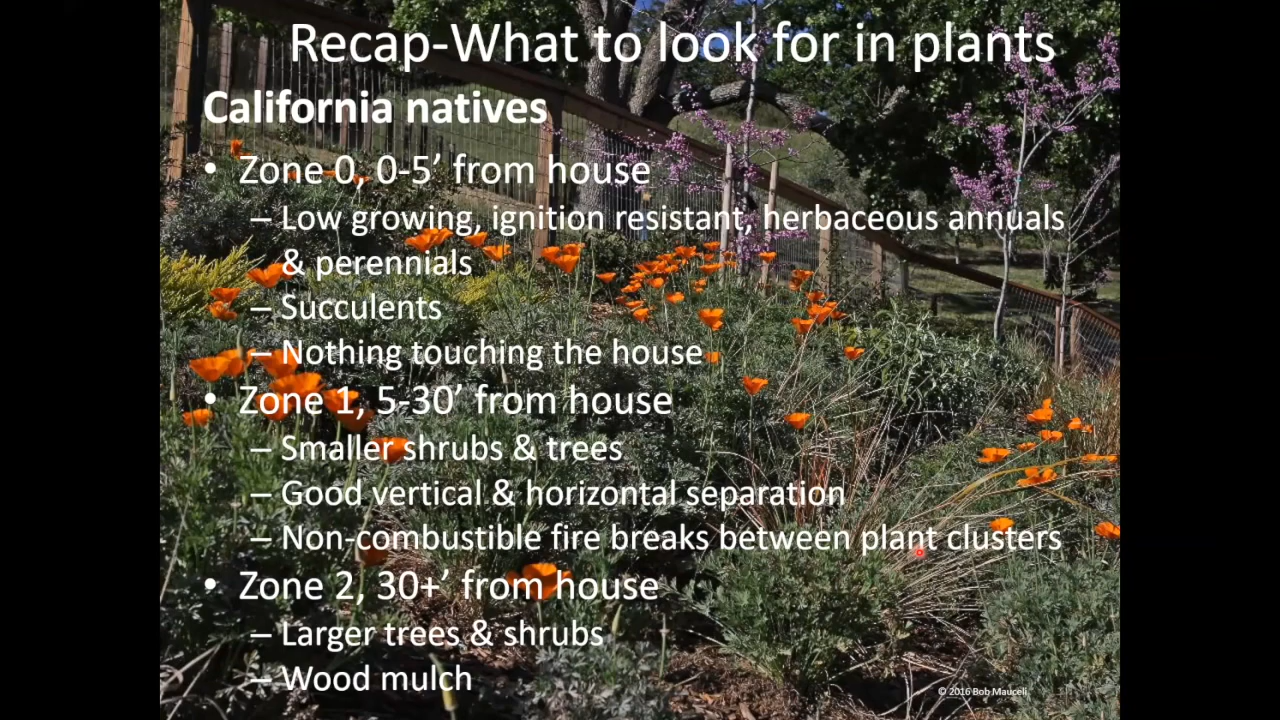 Recap-What to look for in plants
California natives
• Zone 0, 0-5’ from house
– Low growing, ignition resistant, herbaceous annuals
& perennials
– Succulents
– Nothing touching the house
• Zone 1, 5-30’ from house
– Smaller shrubs & trees
– Good vertical & horizontal separation
– Non-combustible fire breaks between plant clusters
• Zone 2, 30+’ from house
– Larger trees & shrubs
– Wood mulch
© 2016 Bob Mauceli